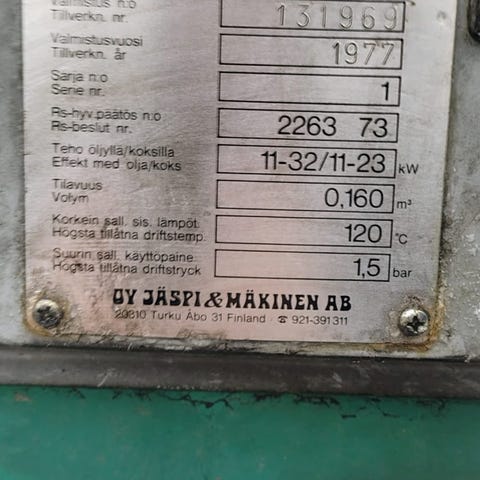 Valmistus n:o
Tillverkn. nr. 131969
Valmistusvuosi
Tillverkn. år 1977
Sarja n:o
Serie nr. 1
Rs-hyv.päätös n:o
Rs-beslut nr. 2263 73
Teho öljyllä/koksilla
Effekt med olja/koks 11-32/11-23 kW
Tilavuus
Volym 0,160 m³
Korkein sall. sis. lämpöt.
Högsta tillåtna driftstemp. 120 °C
Suurin sall. käyttöpaine
Högsta tillåtna driftstryck 1,5 bar
OY JÄSPI & MÄKINEN AB
20310 Turku Åbo 31 Finland ☎ 921-391 311